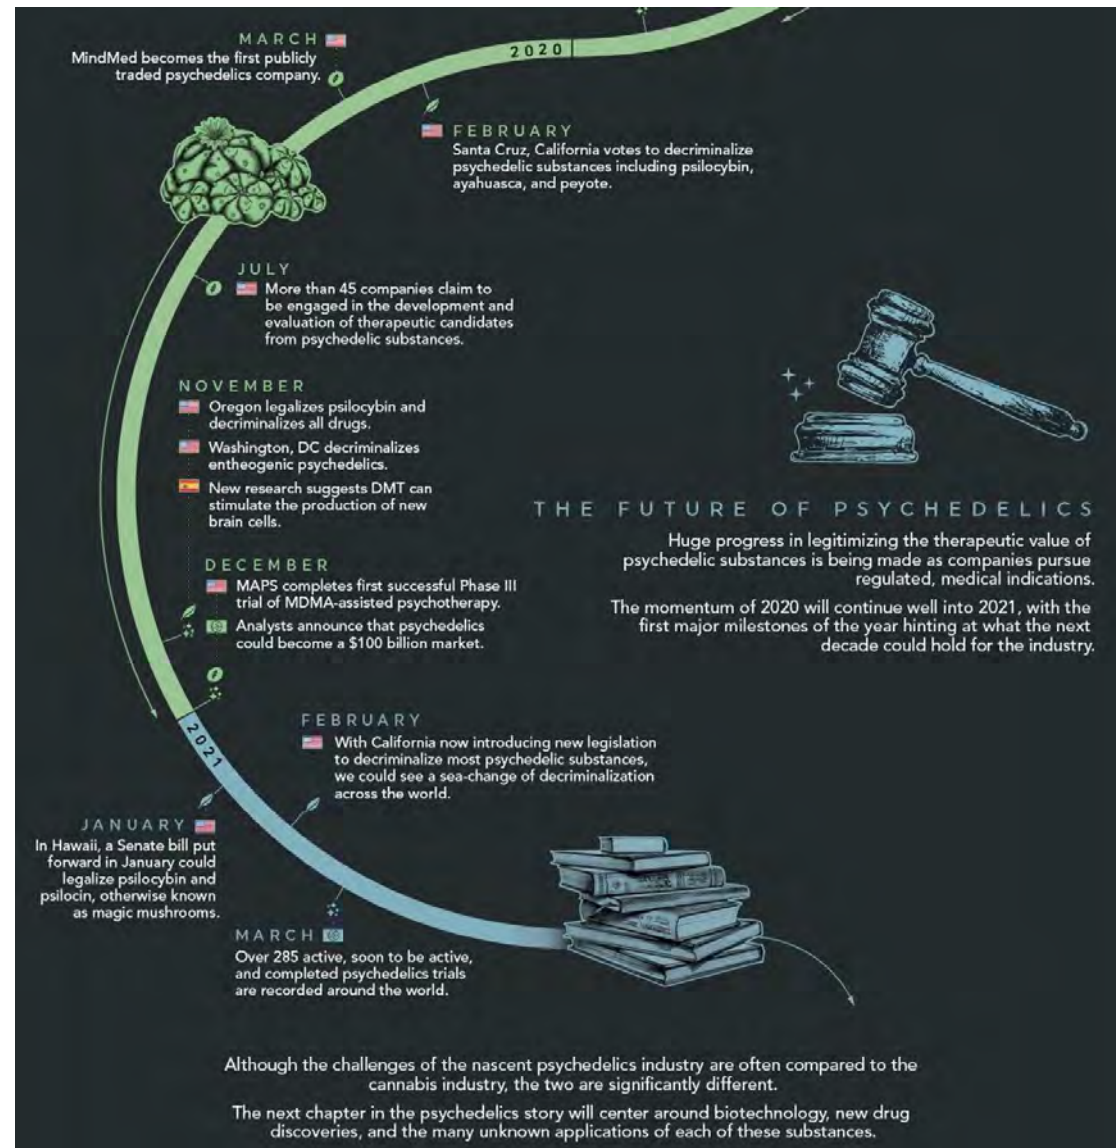 2020
MARCH
MindMed becomes the first publicly
traded psychedelics company.
FEBRUARY
Santa Cruz, California votes to decriminalize
psychedelic substances including psilocybin,
ayahuasca, and peyote.
JULY
More than 45 companies claim to
be engaged in the development and
evaluation of therapeutic candidates
from psychedelic substances.
NOVEMBER
Oregon legalizes psilocybin and
decriminalizes all drugs.
Washington, DC decriminalizes
entheogenic psychedelics.
New research suggests DMT can
stimulate the production of new
brain cells.
DECEMBER
MAPS completes first successful Phase III
trial of MDMA-assisted psychotherapy.
Analysts announce that psychedelics
could become a $100 billion market.
THE FUTURE OF PSYCHEDELICS
Huge progress in legitimizing the therapeutic value of
psychedelic substances is being made as companies pursue
regulated, medical indications.
The momentum of 2020 will continue well into 2021, with the
first major milestones of the year hinting at what the next
decade could hold for the industry.
2021
FEBRUARY
With California now introducing new legislation
to decriminalize most psychedelic substances,
we could see a sea-change of decriminalization
across the world.
JANUARY
In Hawaii, a Senate bill put
forward in January could
legalize psilocybin and
psilocin, otherwise known
as magic mushrooms.
MARCH
Over 285 active, soon to be active,
and completed psychedelics trials
are recorded around the world.
Although the challenges of the nascent psychedelics industry are often compared to the
cannabis industry, the two are significantly different.
The next chapter in the psychedelics story will center around biotechnology, new drug
discoveries, and the many unknown applications of each of these substances.